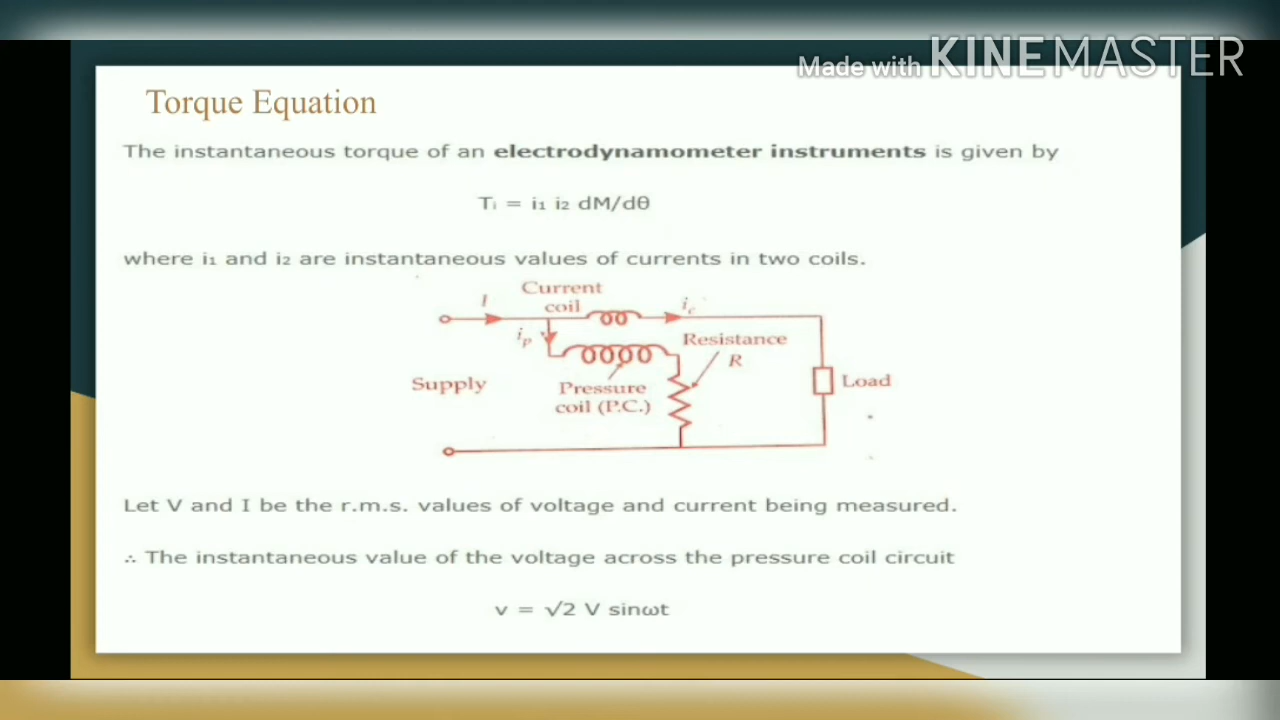 Made with KINEMASTER
Torque Equation
The instantaneous torque of an electrodynamometer instruments is given by
Tᵢ = i₁ i₂ dM/dθ
where i₁ and i₂ are instantaneous values of currents in two coils.
Current
coil
I
i_c
i_p
Resistance
R
Supply
Pressure
coil (P.C.)
Load
Let V and I be the r.m.s. values of voltage and current being measured.
∴ The instantaneous value of the voltage across the pressure coil circuit
v = √2 V sinωt